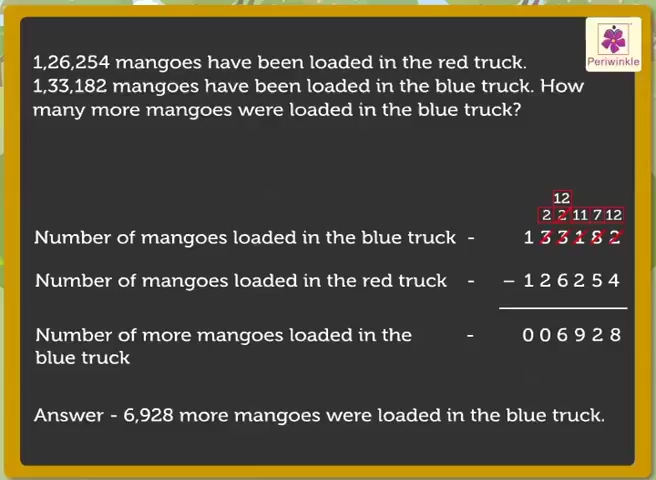 1,26,254 mangoes have been loaded in the red truck.
1,33,182 mangoes have been loaded in the blue truck. How
many more mangoes were loaded in the blue truck?
Periwinkle
12
2 2 11 7 12
Number of mangoes loaded in the blue truck - 1 3 3 1 8 2
Number of mangoes loaded in the red truck - – 1 2 6 2 5 4
Number of more mangoes loaded in the - 0 0 6 9 2 8
blue truck
Answer - 6,928 more mangoes were loaded in the blue truck.